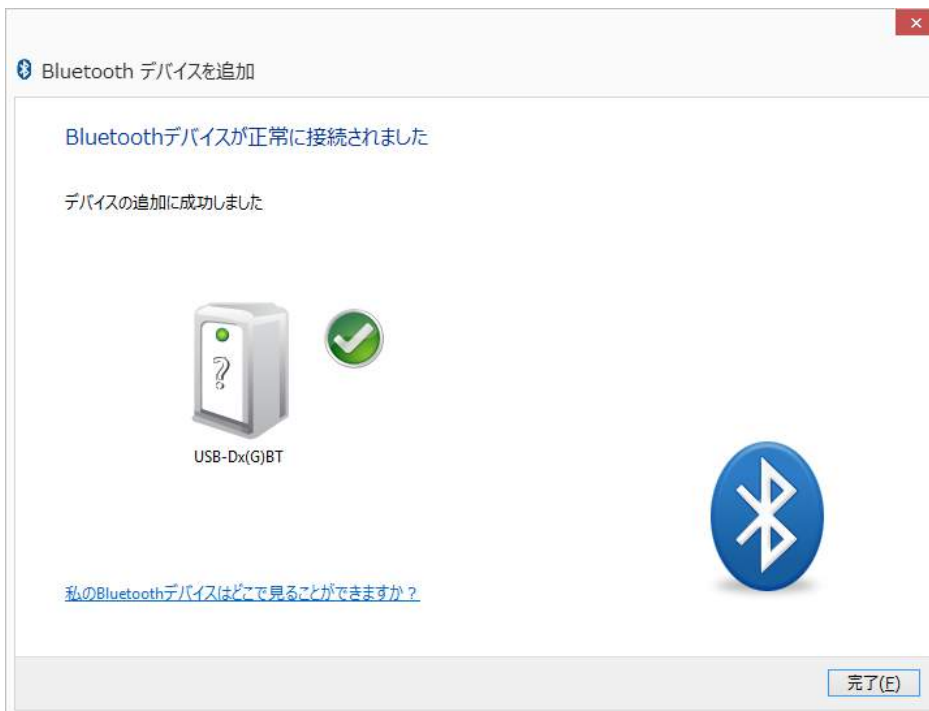 Bluetooth デバイスを追加
Bluetoothデバイスが正常に接続されました
デバイスの追加に成功しました
?
USB-Dx(G)BT
私のBluetoothデバイスはどこで見ることができますか？
完了(F)